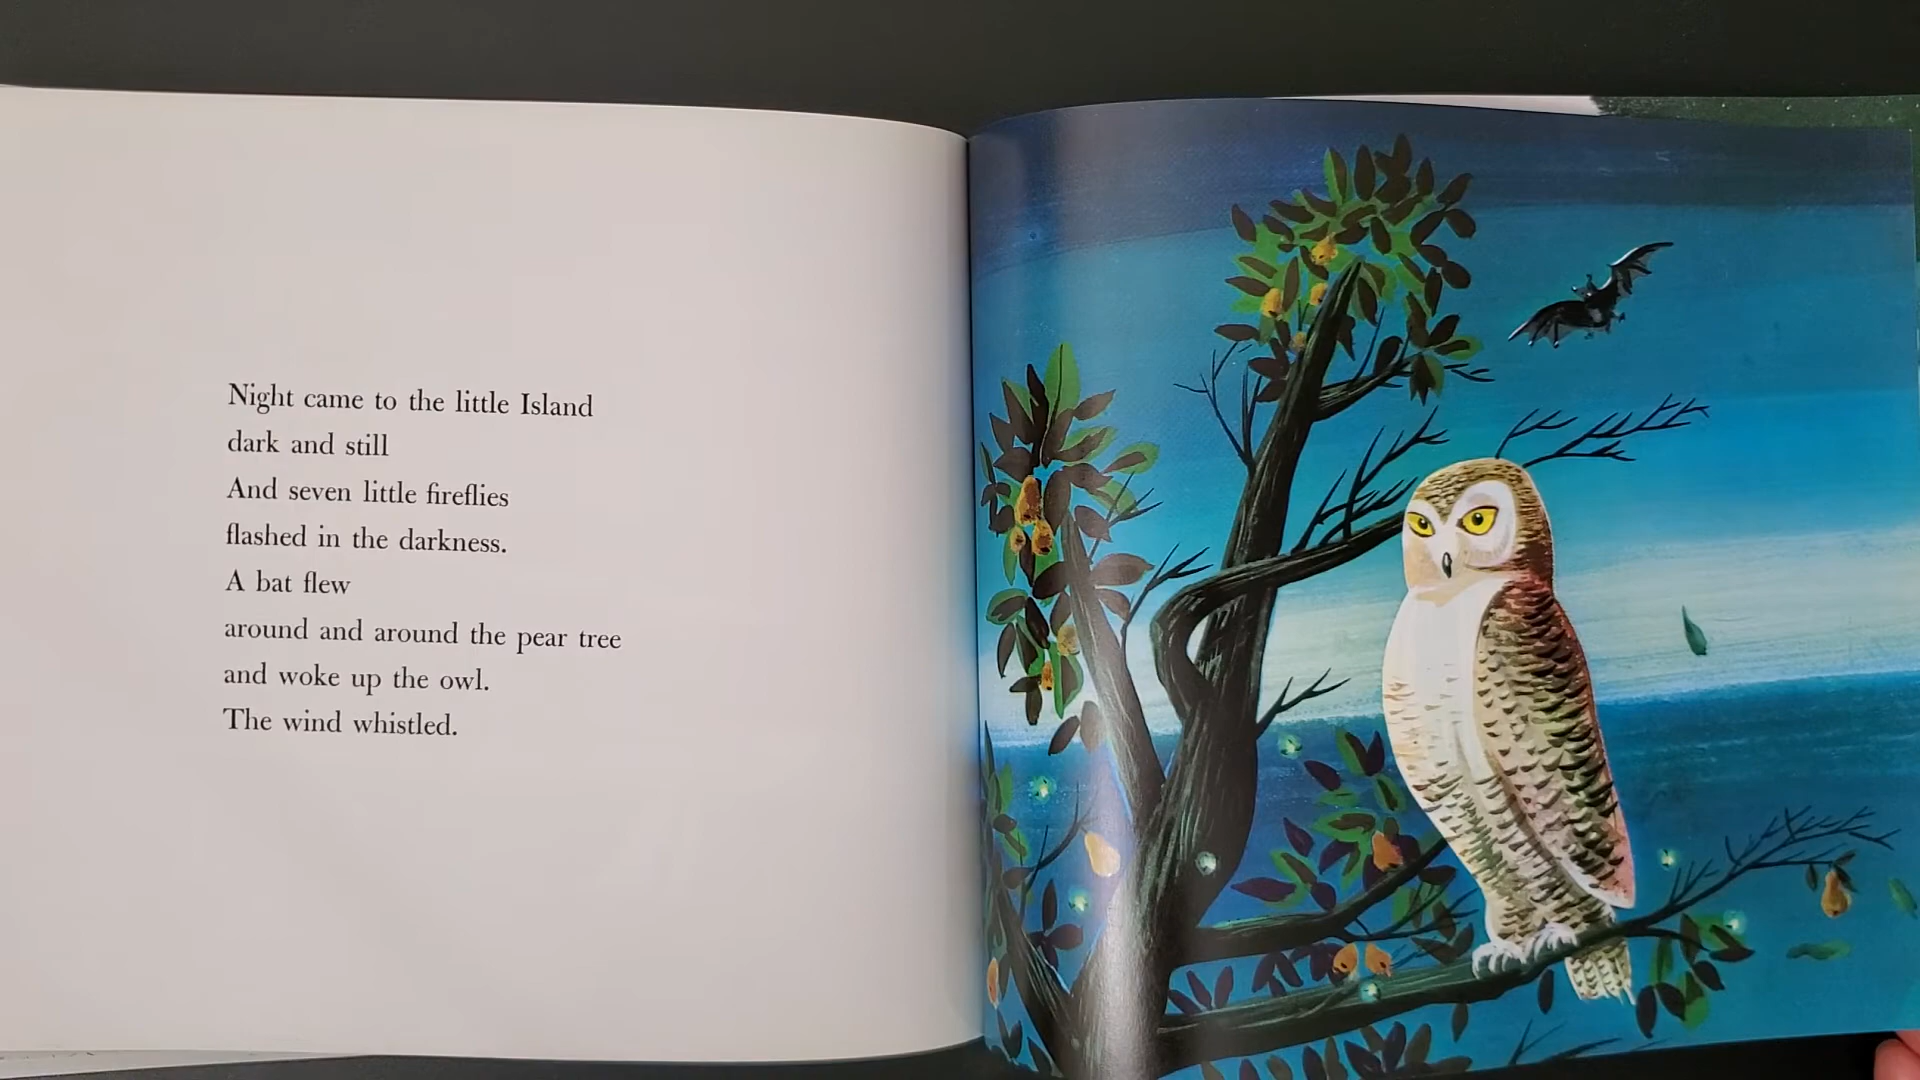 Night came to the little Island
dark and still
And seven little fireflies
flashed in the darkness.
A bat flew
around and around the pear tree
and woke up the owl.
The wind whistled.